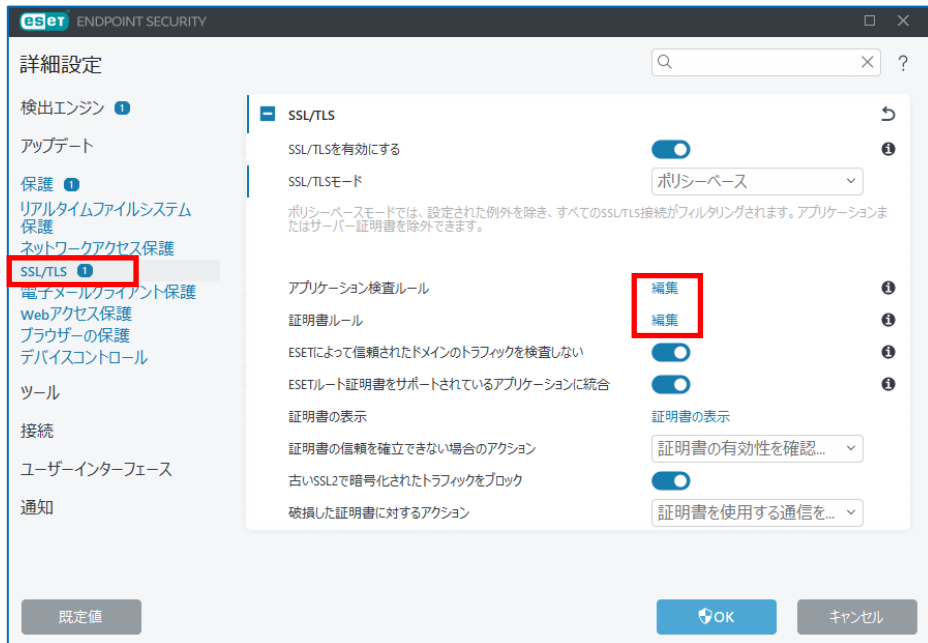 eset ENDPOINT SECURITY
詳細設定
?
検出エンジン 1
アップデート
保護 1
リアルタイムファイルシステム
保護
ネットワークアクセス保護
SSL/TLS 1
電子メールクライアント保護
Webアクセス保護
ブラウザーの保護
デバイスコントロール
ツール
接続
ユーザーインターフェース
通知
SSL/TLS
SSL/TLSを有効にする
SSL/TLSモード ポリシーベース
ポリシーベースモードでは、設定された例外を除き、すべてのSSL/TLS接続がフィルタリングされます。アプリケーションま
たはサーバー証明書を除外できます。
アプリケーション検査ルール 編集
証明書ルール 編集
ESETによって信頼されたドメインのトラフィックを検査しない
ESETルート証明書をサポートされているアプリケーションに統合
証明書の表示 証明書の表示
証明書の信頼を確立できない場合のアクション 証明書の有効性を確認...
古いSSL2で暗号化されたトラフィックをブロック
破損した証明書に対するアクション 証明書を使用する通信を...
既定値 OK キャンセル